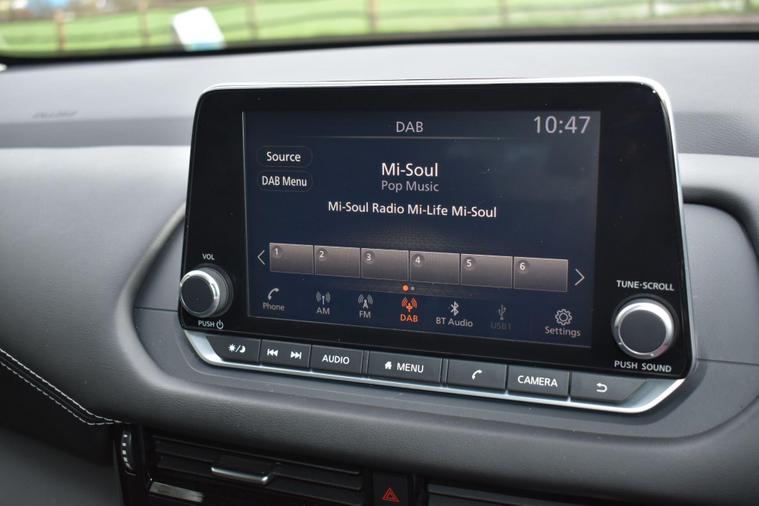 DAB
10:47
Source
Mi-Soul
Pop Music
DAB Menu
Mi-Soul Radio Mi-Life Mi-Soul
1 2 3 4 5 6
VOL
PUSH
TUNE·SCROLL
PUSH SOUND
Phone AM FM DAB BT Audio USB1 Settings
AUDIO MENU CAMERA